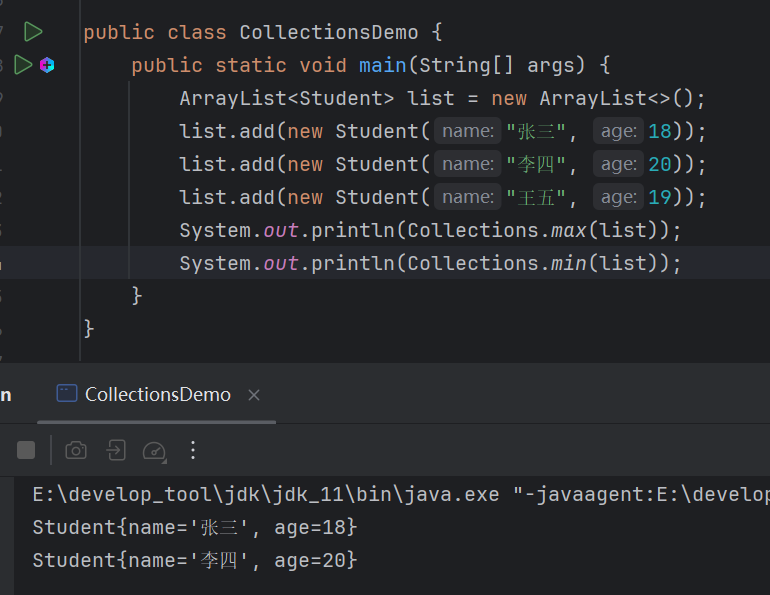 public class CollectionsDemo {
public static void main(String[] args) {
ArrayList<Student> list = new ArrayList<>();
list.add(new Student( name: "张三", age: 18));
list.add(new Student( name: "李四", age: 20));
list.add(new Student( name: "王五", age: 19));
System.out.println(Collections.max(list));
System.out.println(Collections.min(list));
}
}
n CollectionsDemo ×
E:\develop_tool\jdk\jdk_11\bin\java.exe "-javaagent:E:\develop
Student{name='张三', age=18}
Student{name='李四', age=20}